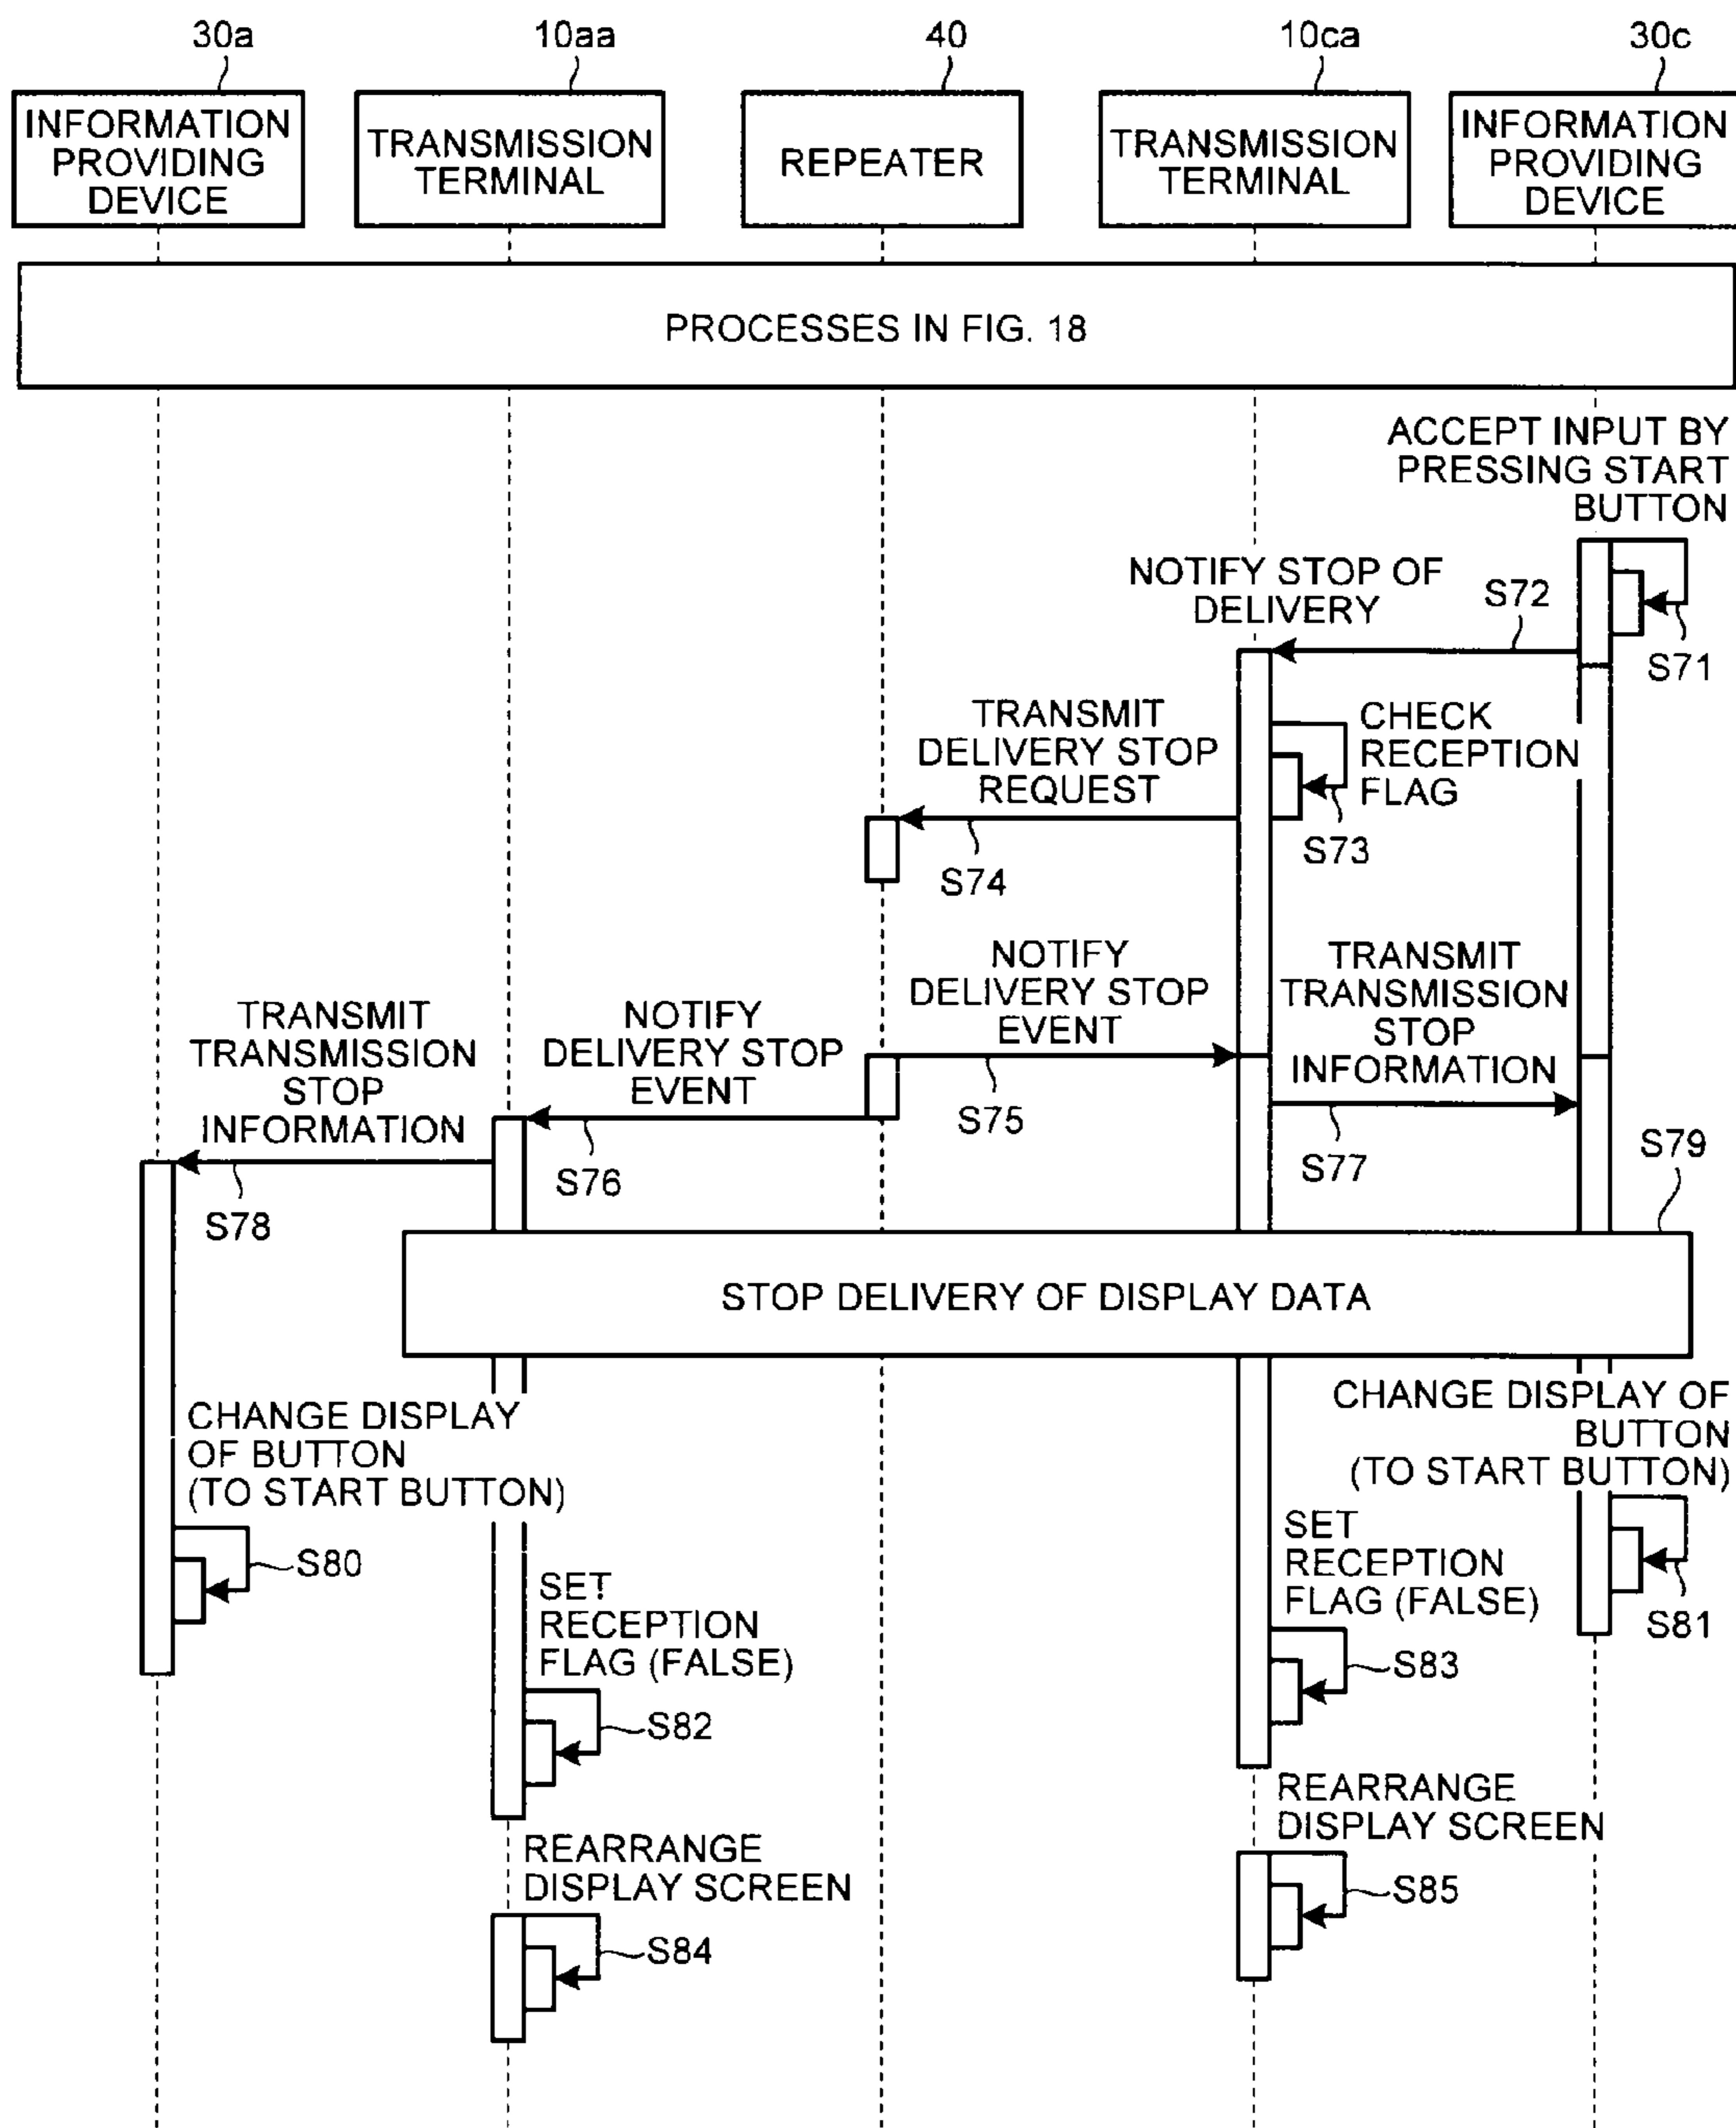 30a
10aa
40
10ca
30c
INFORMATION
PROVIDING
DEVICE
TRANSMISSION
TERMINAL
REPEATER
TRANSMISSION
TERMINAL
INFORMATION
PROVIDING
DEVICE
PROCESSES IN FIG. 18
ACCEPT INPUT BY
PRESSING START
BUTTON
S71
NOTIFY STOP OF
DELIVERY
S72
CHECK
RECEPTION
FLAG
S73
TRANSMIT
DELIVERY STOP
REQUEST
S74
NOTIFY
DELIVERY STOP
EVENT
S75
TRANSMIT
TRANSMISSION
STOP
INFORMATION
S77
NOTIFY
DELIVERY STOP
EVENT
S76
TRANSMIT
TRANSMISSION
STOP
INFORMATION
S78
S79
STOP DELIVERY OF DISPLAY DATA
CHANGE DISPLAY
OF BUTTON
(TO START BUTTON)
S80
CHANGE DISPLAY OF
BUTTON
(TO START BUTTON)
S81
SET
RECEPTION
FLAG (FALSE)
S82
SET
RECEPTION
FLAG (FALSE)
S83
REARRANGE
DISPLAY SCREEN
S84
REARRANGE
DISPLAY SCREEN
S85